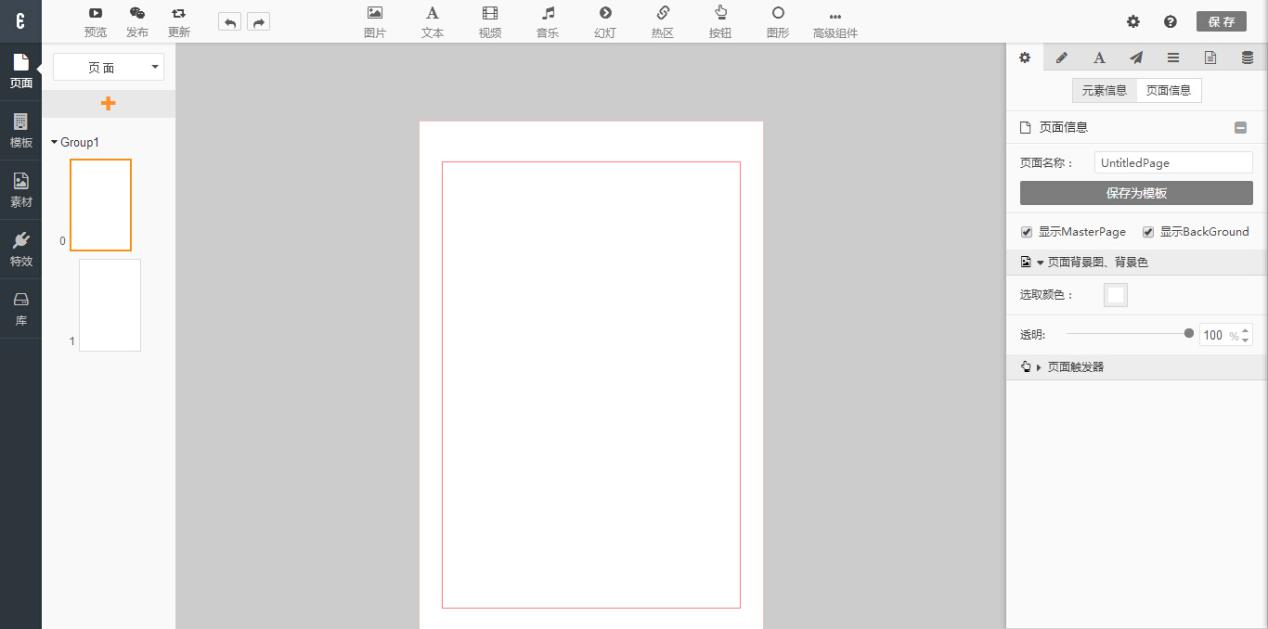 预览 发布 更新 图片 文本 视频 音乐 幻灯 热区 按钮 图形 高级组件 保存
页面
模板
素材
特效
库
页面
Group1
0
1
元素信息 页面信息
页面信息
页面名称： UntitledPage
保存为模板
显示MasterPage 显示BackGround
页面背景图、背景色
选取颜色：
透明: 100 %
页面触发器